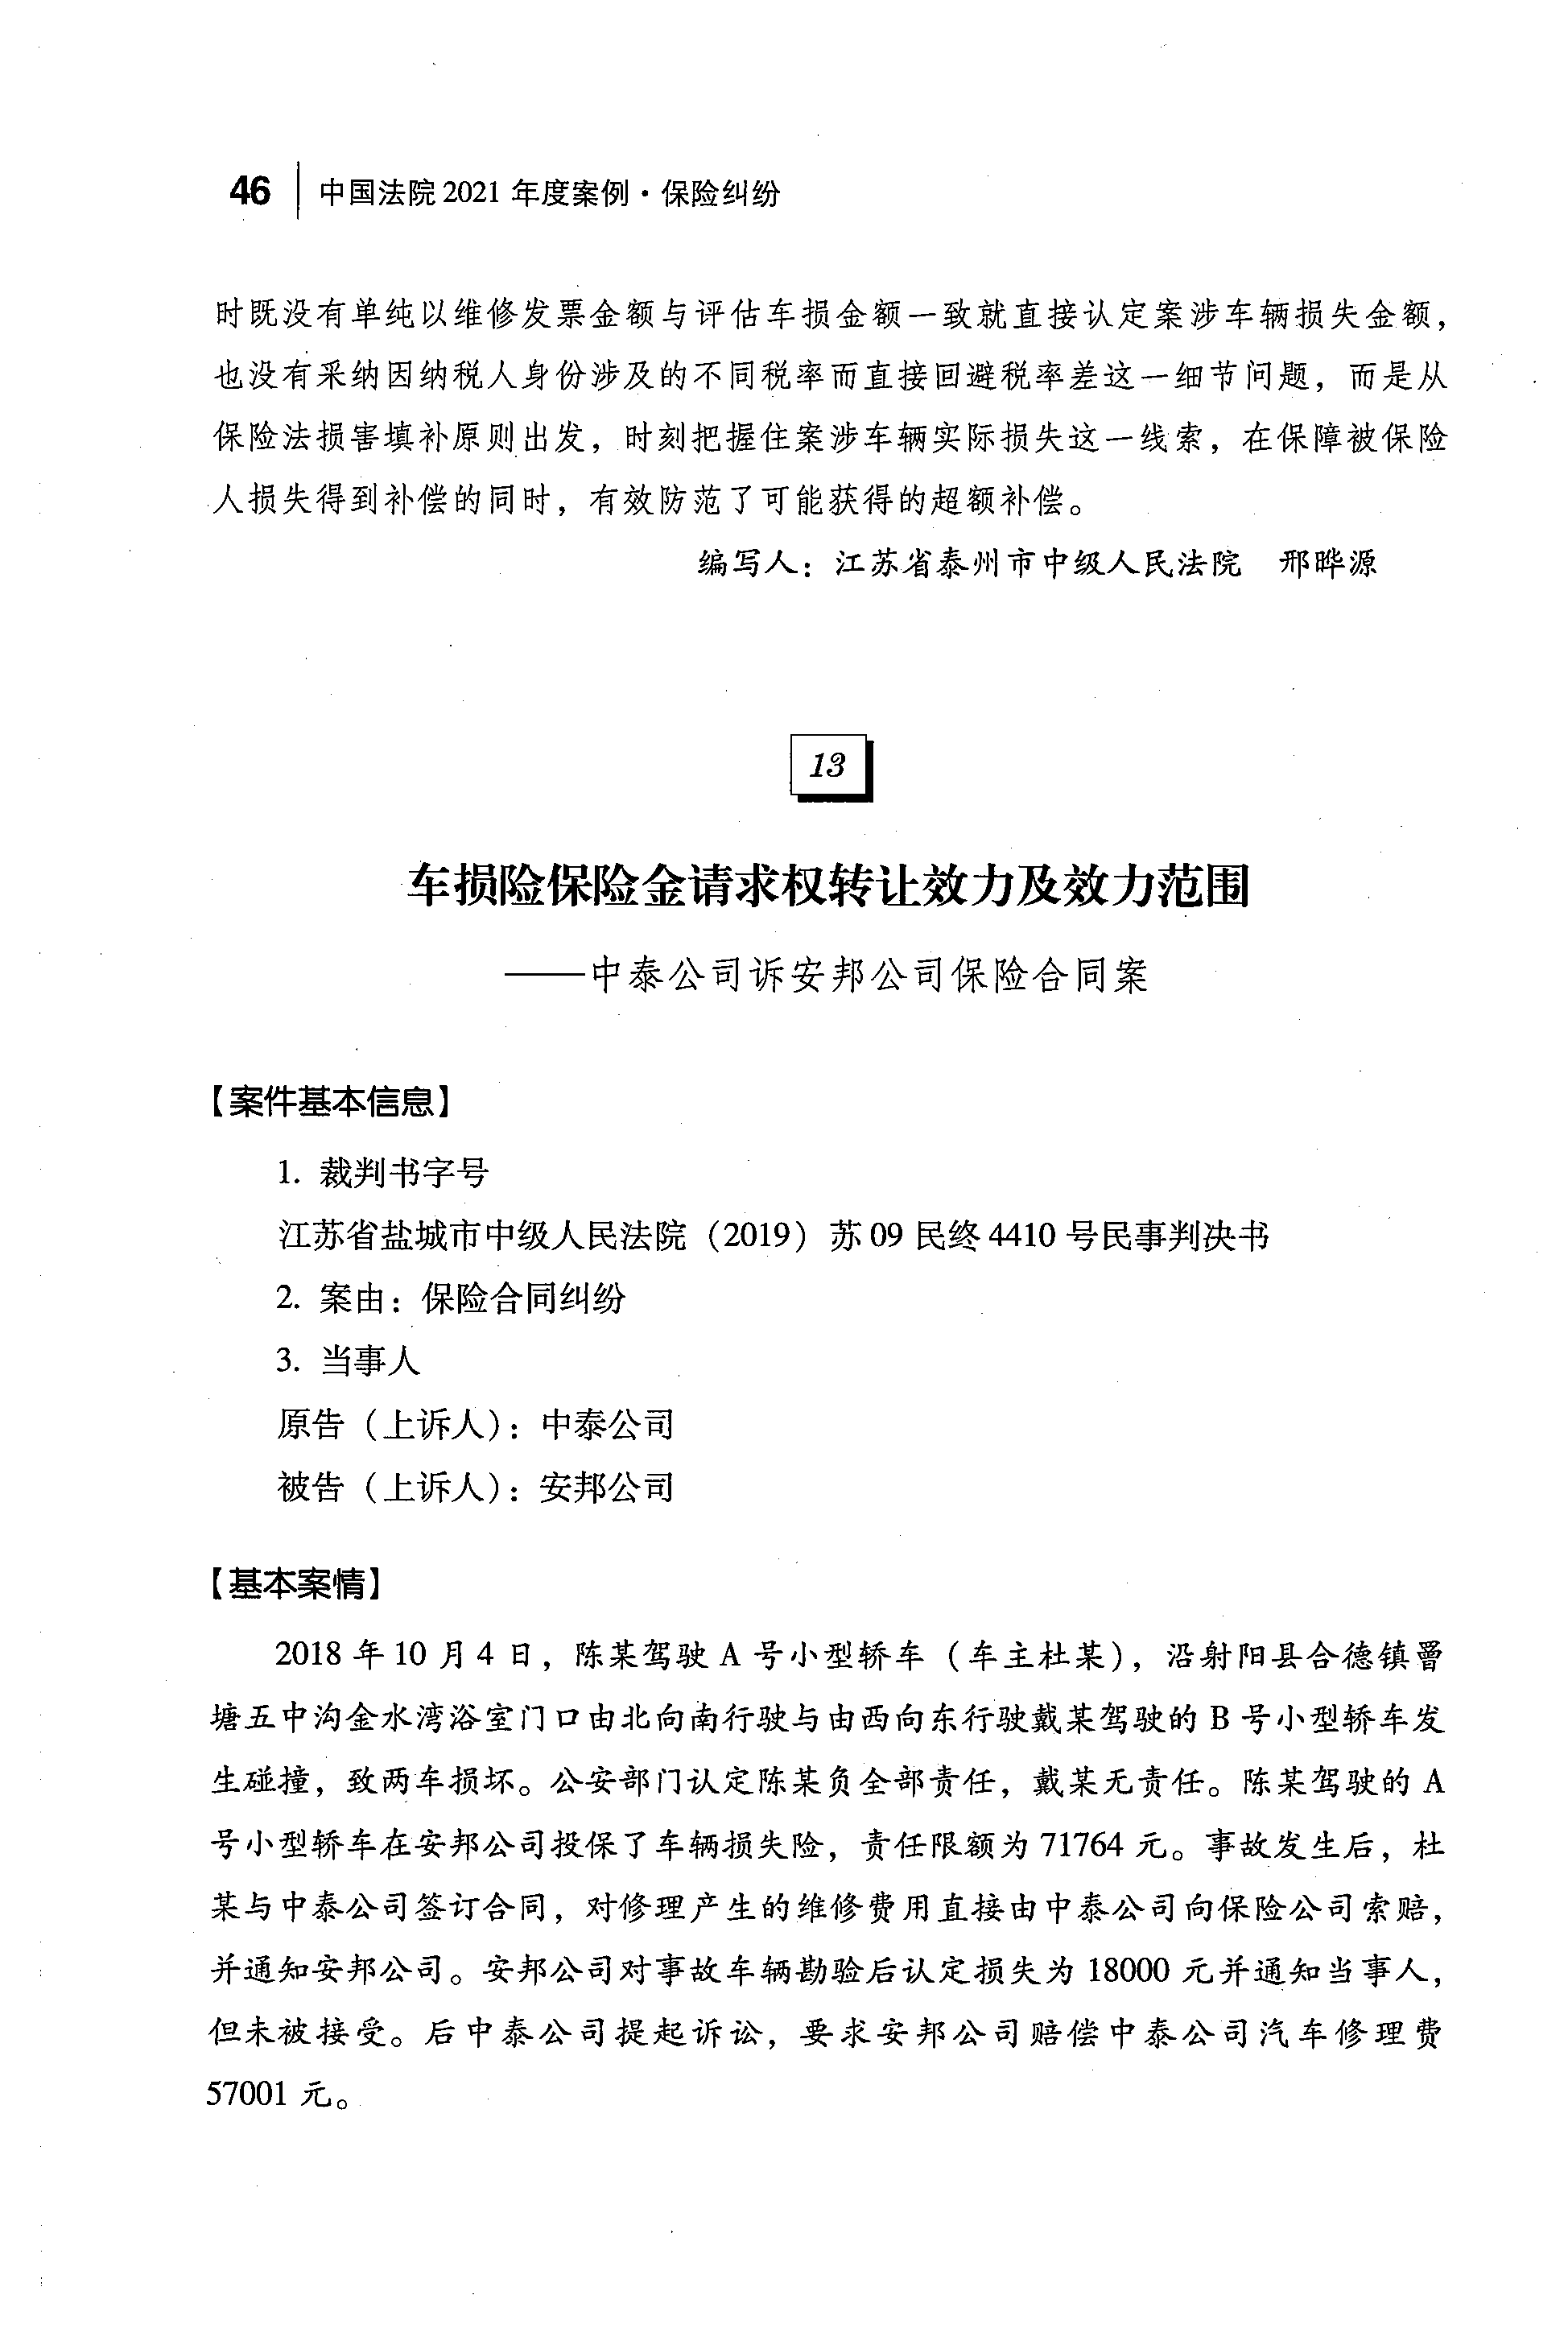 46 中国法院2021年度案例·保险纠纷
时既没有单纯以维修发票金额与评估车损金额一致就直接认定案涉车辆损失金额，
也没有采纳因纳税人身份涉及的不同税率而直接回避税率差这一细节问题，而是从
保险法损害填补原则出发，时刻把握住案涉车辆实际损失这一线索，在保障被保险
人损失得到补偿的同时，有效防范了可能获得的超额补偿。
编写人：江苏省泰州市中级人民法院 邢晔源
13
车损险保险金请求权转让效力及效力范围
——中泰公司诉安邦公司保险合同案
【案件基本信息】
1. 裁判书字号
江苏省盐城市中级人民法院（2019）苏09民终4410号民事判决书
2. 案由：保险合同纠纷
3. 当事人
原告（上诉人）：中泰公司
被告（上诉人）：安邦公司
【基本案情】
2018年10月4日，陈某驾驶A号小型轿车（车主杜某），沿射阳县合德镇罾
塘五中沟金水湾浴室门口由北向南行驶与由西向东行驶戴某驾驶的B号小型轿车发
生碰撞，致两车损坏。公安部门认定陈某负全部责任，戴某无责任。陈某驾驶的A
号小型轿车在安邦公司投保了车辆损失险，责任限额为71764元。事故发生后，杜
某与中泰公司签订合同，对修理产生的维修费用直接由中泰公司向保险公司索赔，
并通知安邦公司。安邦公司对事故车辆勘验后认定损失为18000元并通知当事人，
但未被接受。后中泰公司提起诉讼，要求安邦公司赔偿中泰公司汽车修理费
57001元。